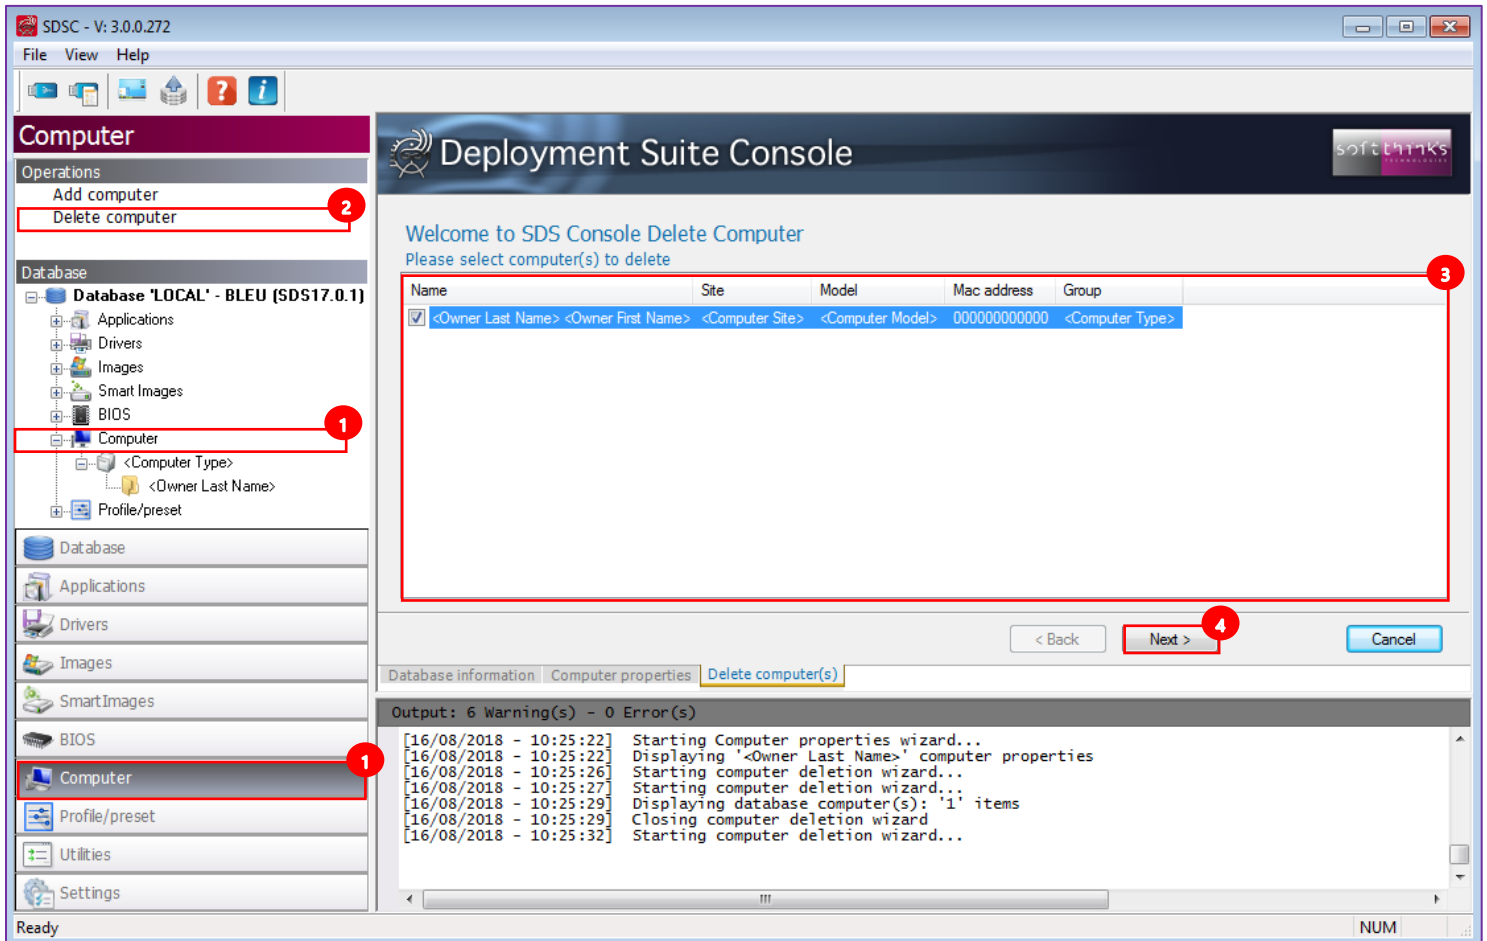 SDSC - V: 3.0.0.272
File View Help
Computer
Operations
Add computer
Delete computer
2
Database
Database 'LOCAL' - BLEU (SDS17.0.1)
Applications
Drivers
Images
Smart Images
BIOS
1
Computer
<Computer Type>
<Owner Last Name>
Profile/preset
Database
Applications
Drivers
Images
SmartImages
BIOS
1
Computer
Profile/preset
Utilities
Settings
Deployment Suite Console
softthinks
TECHNOLOGIES
Welcome to SDS Console Delete Computer
Please select computer(s) to delete
3
Name Site Model Mac address Group
<Owner Last Name> <Owner First Name> <Computer Site> <Computer Model> 000000000000 <Computer Type>
4
< Back Next > Cancel
Database information Computer properties Delete computer(s)
Output: 6 Warning(s) - 0 Error(s)
[16/08/2018 - 10:25:22] Starting Computer properties wizard...
[16/08/2018 - 10:25:22] Displaying '<Owner Last Name>' computer properties
[16/08/2018 - 10:25:26] Starting computer deletion wizard...
[16/08/2018 - 10:25:27] Starting computer deletion wizard...
[16/08/2018 - 10:25:29] Displaying database computer(s): '1' items
[16/08/2018 - 10:25:29] Closing computer deletion wizard
[16/08/2018 - 10:25:32] Starting computer deletion wizard...
Ready NUM